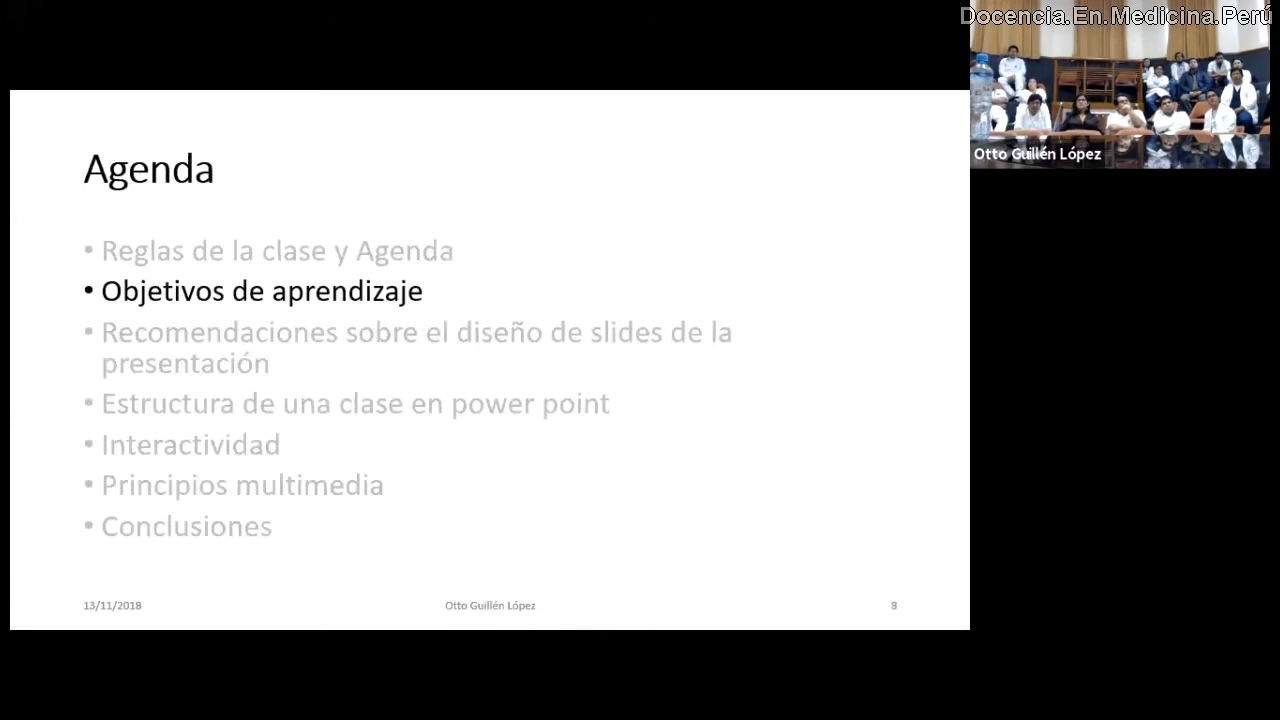 Docencia.En.Medicina.Perú
Otto Guillén López
Agenda
• Reglas de la clase y Agenda
• Objetivos de aprendizaje
• Recomendaciones sobre el diseño de slides de la
presentación
• Estructura de una clase en power point
• Interactividad
• Principios multimedia
• Conclusiones
13/11/2018
Otto Guillén López
8